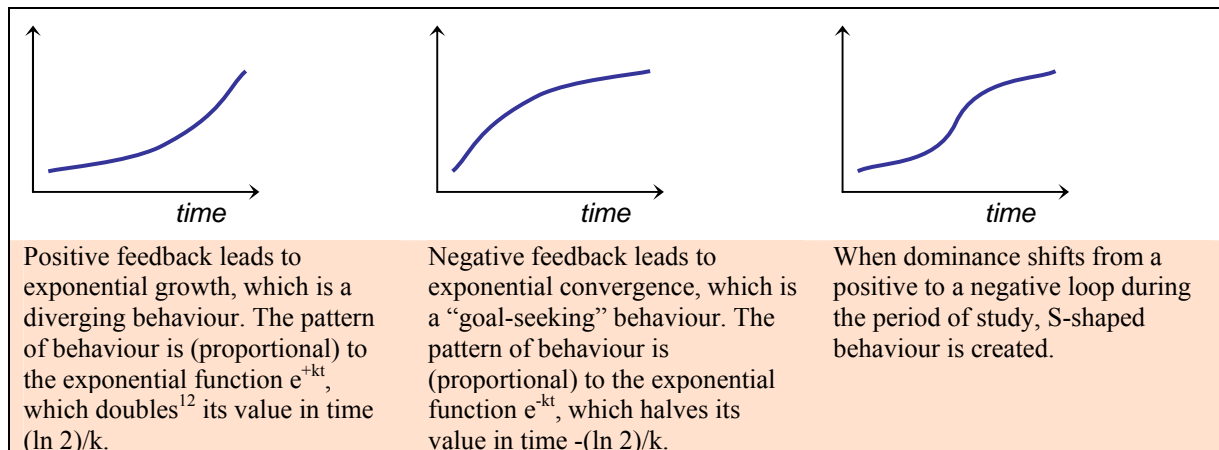 time
time
time
Positive feedback leads to
exponential growth, which is a
diverging behaviour. The pattern
of behaviour is (proportional) to
the exponential function e^{+kt},
which doubles^{12} its value in time
(ln 2)/k.
Negative feedback leads to
exponential convergence, which is
a “goal-seeking” behaviour. The
pattern of behaviour is
(proportional) to the exponential
function e^{-kt}, which halves its
value in time -(ln 2)/k.
When dominance shifts from a
positive to a negative loop during
the period of study, S-shaped
behaviour is created.